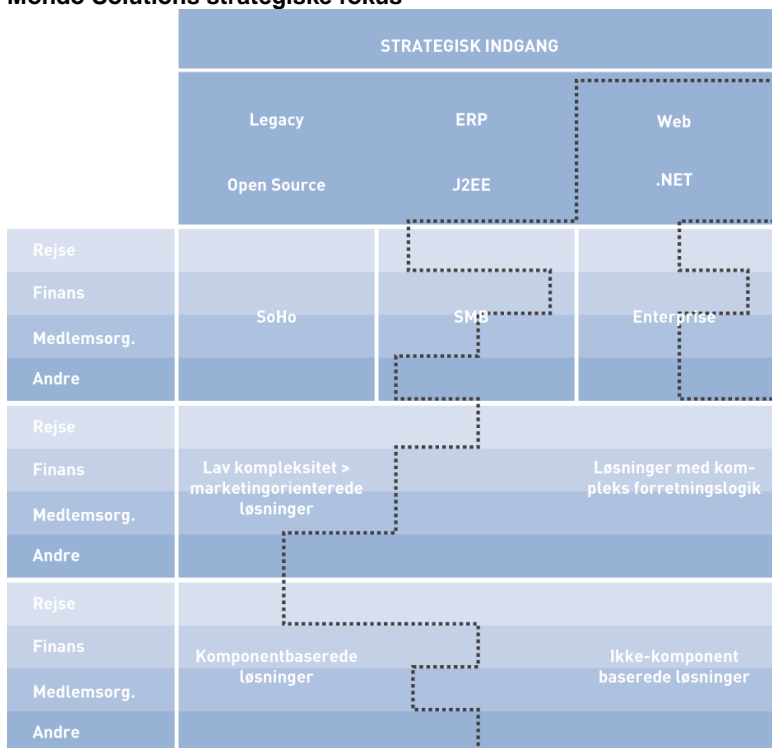 Mondo Solutions strategiske fokus
STRATEGISK INDGANG
Legacy
ERP
Web
Open Source
J2EE
.NET
Rejse
Finans
Medlemsorg.
Andre
SoHo
SMB
Enterprise
Rejse
Finans
Medlemsorg.
Andre
Lav kompleksitet >
marketingorienterede
løsninger
Løsninger med kom-
pleks forretningslogik
Rejse
Finans
Medlemsorg.
Andre
Komponentbaserede
løsninger
Ikke-komponent
baserede løsninger